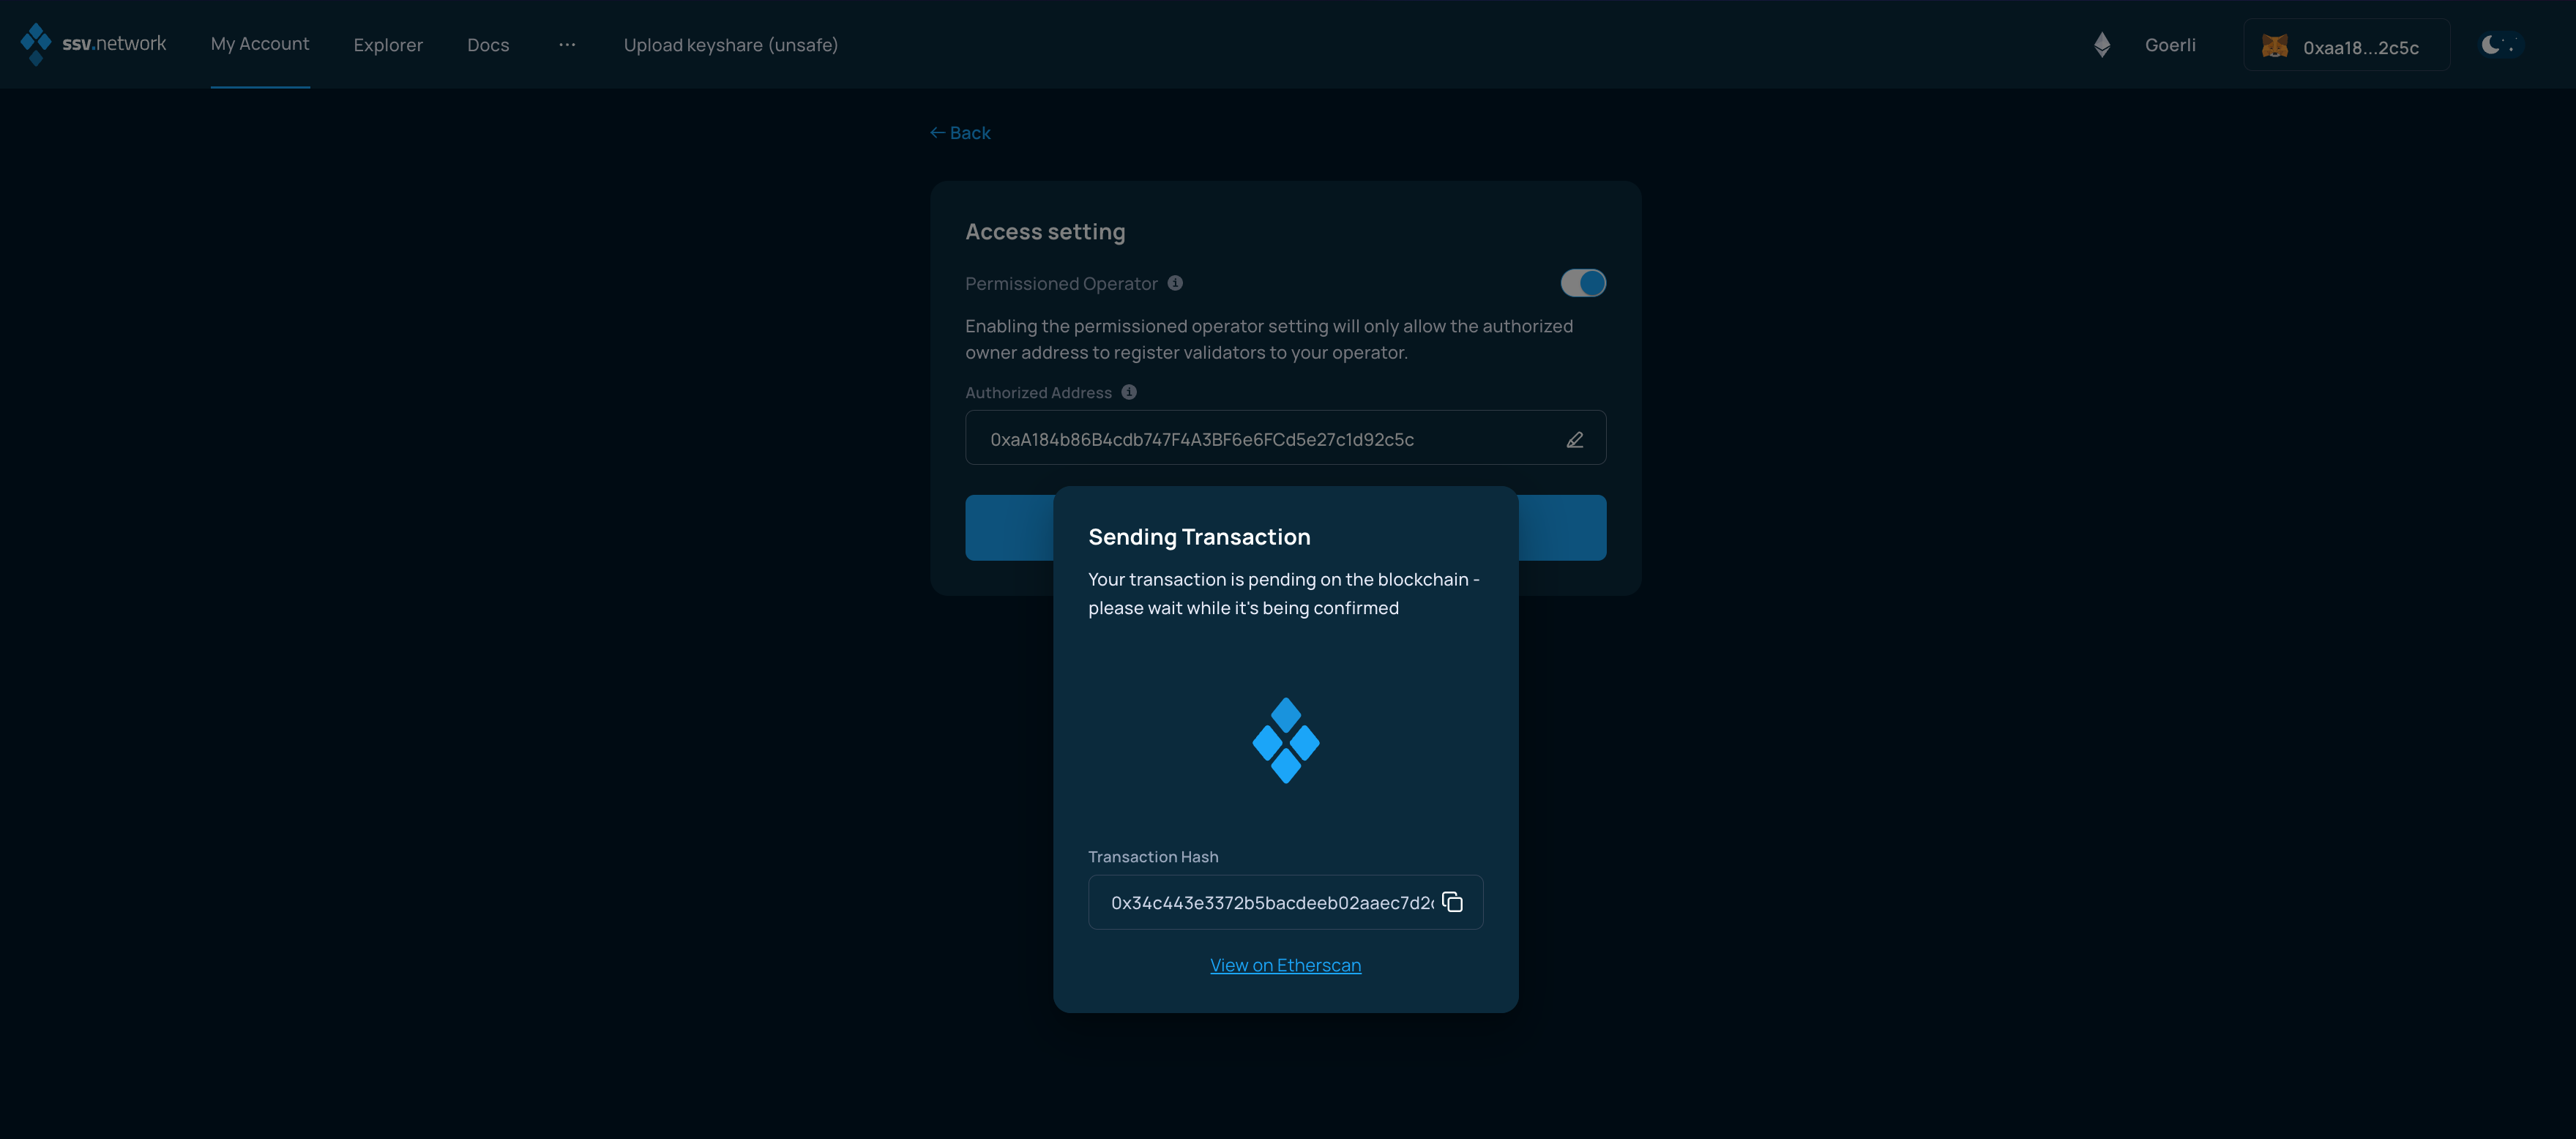 ssv.network
My Account
Explorer
Docs
...
Upload keyshare (unsafe)
Goerli
0xaa18...2c5c
← Back
Access setting
Permissioned Operator
Enabling the permissioned operator setting will only allow the authorized
owner address to register validators to your operator.
Authorized Address
0xaA184b86B4cdb747F4A3BF6e6FCd5e27c1d92c5c
Sending Transaction
Your transaction is pending on the blockchain -
please wait while it's being confirmed
Transaction Hash
0x34c443e3372b5bacdeeb02aaec7d2
View on Etherscan